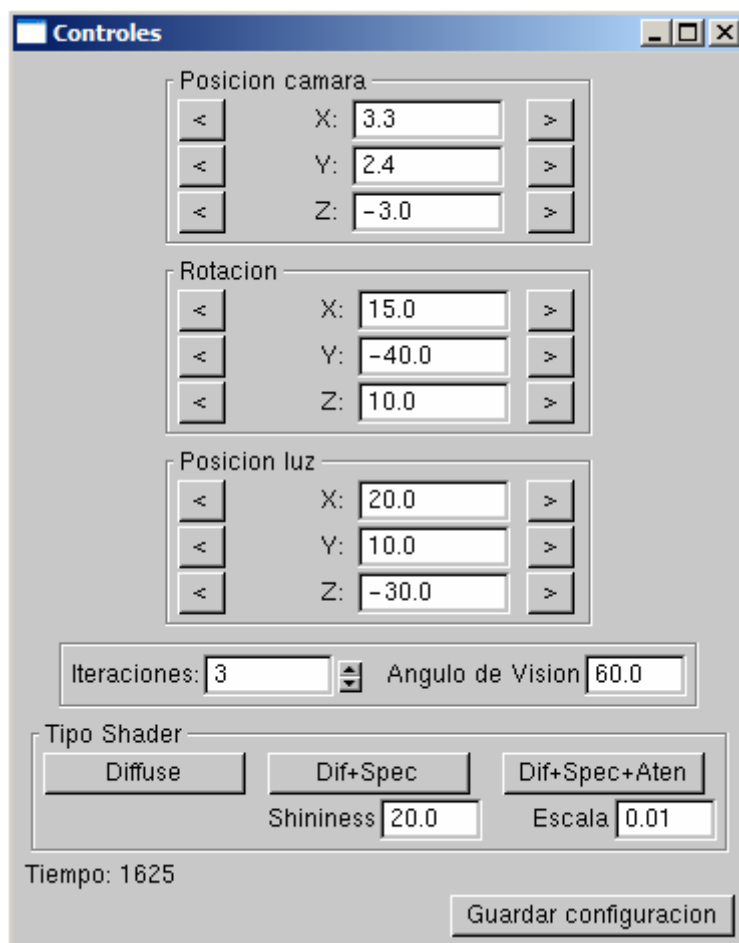 Controles
Posicion camara
< X: 3.3 >
< Y: 2.4 >
< Z: -3.0 >
Rotacion
< X: 15.0 >
< Y: -40.0 >
< Z: 10.0 >
Posicion luz
< X: 20.0 >
< Y: 10.0 >
< Z: -30.0 >
Iteraciones: 3 Angulo de Vision 60.0
Tipo Shader
Diffuse Dif+Spec Dif+Spec+Aten
Shininess 20.0 Escala 0.01
Tiempo: 1625
Guardar configuracion